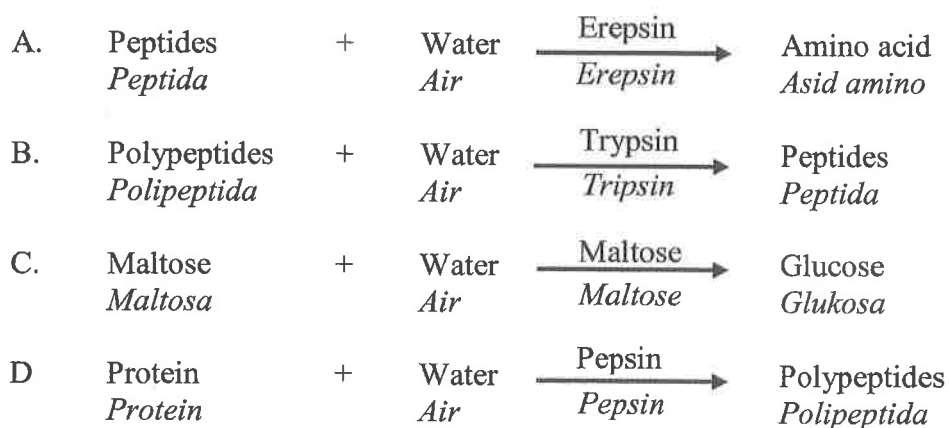 A. Peptides + Water Erepsin Amino acid
Peptida Air Erepsin Asid amino
B. Polypeptides + Water Trypsin Peptides
Polipeptida Air Tripsin Peptida
C. Maltose + Water Maltose Glucose
Maltosa Air Maltose Glukosa
D Protein + Water Pepsin Polypeptides
Protein Air Pepsin Polipeptida